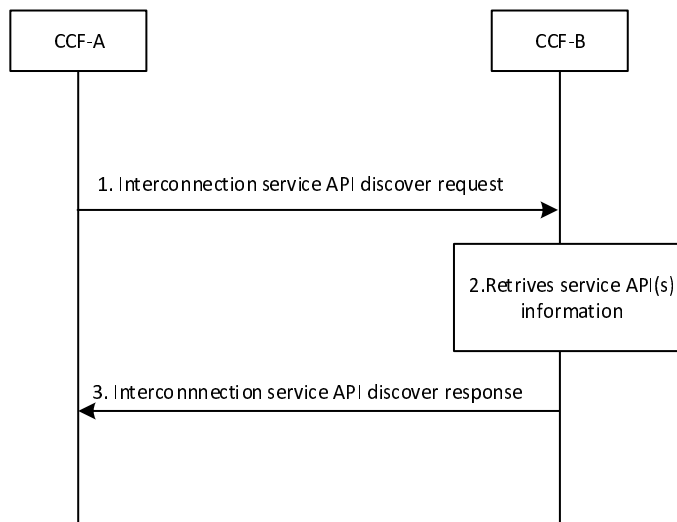 CCF-A
CCF-B
1. Interconnection service API discover request
2.Retrives service API(s)
information
3. Interconnnection service API discover response